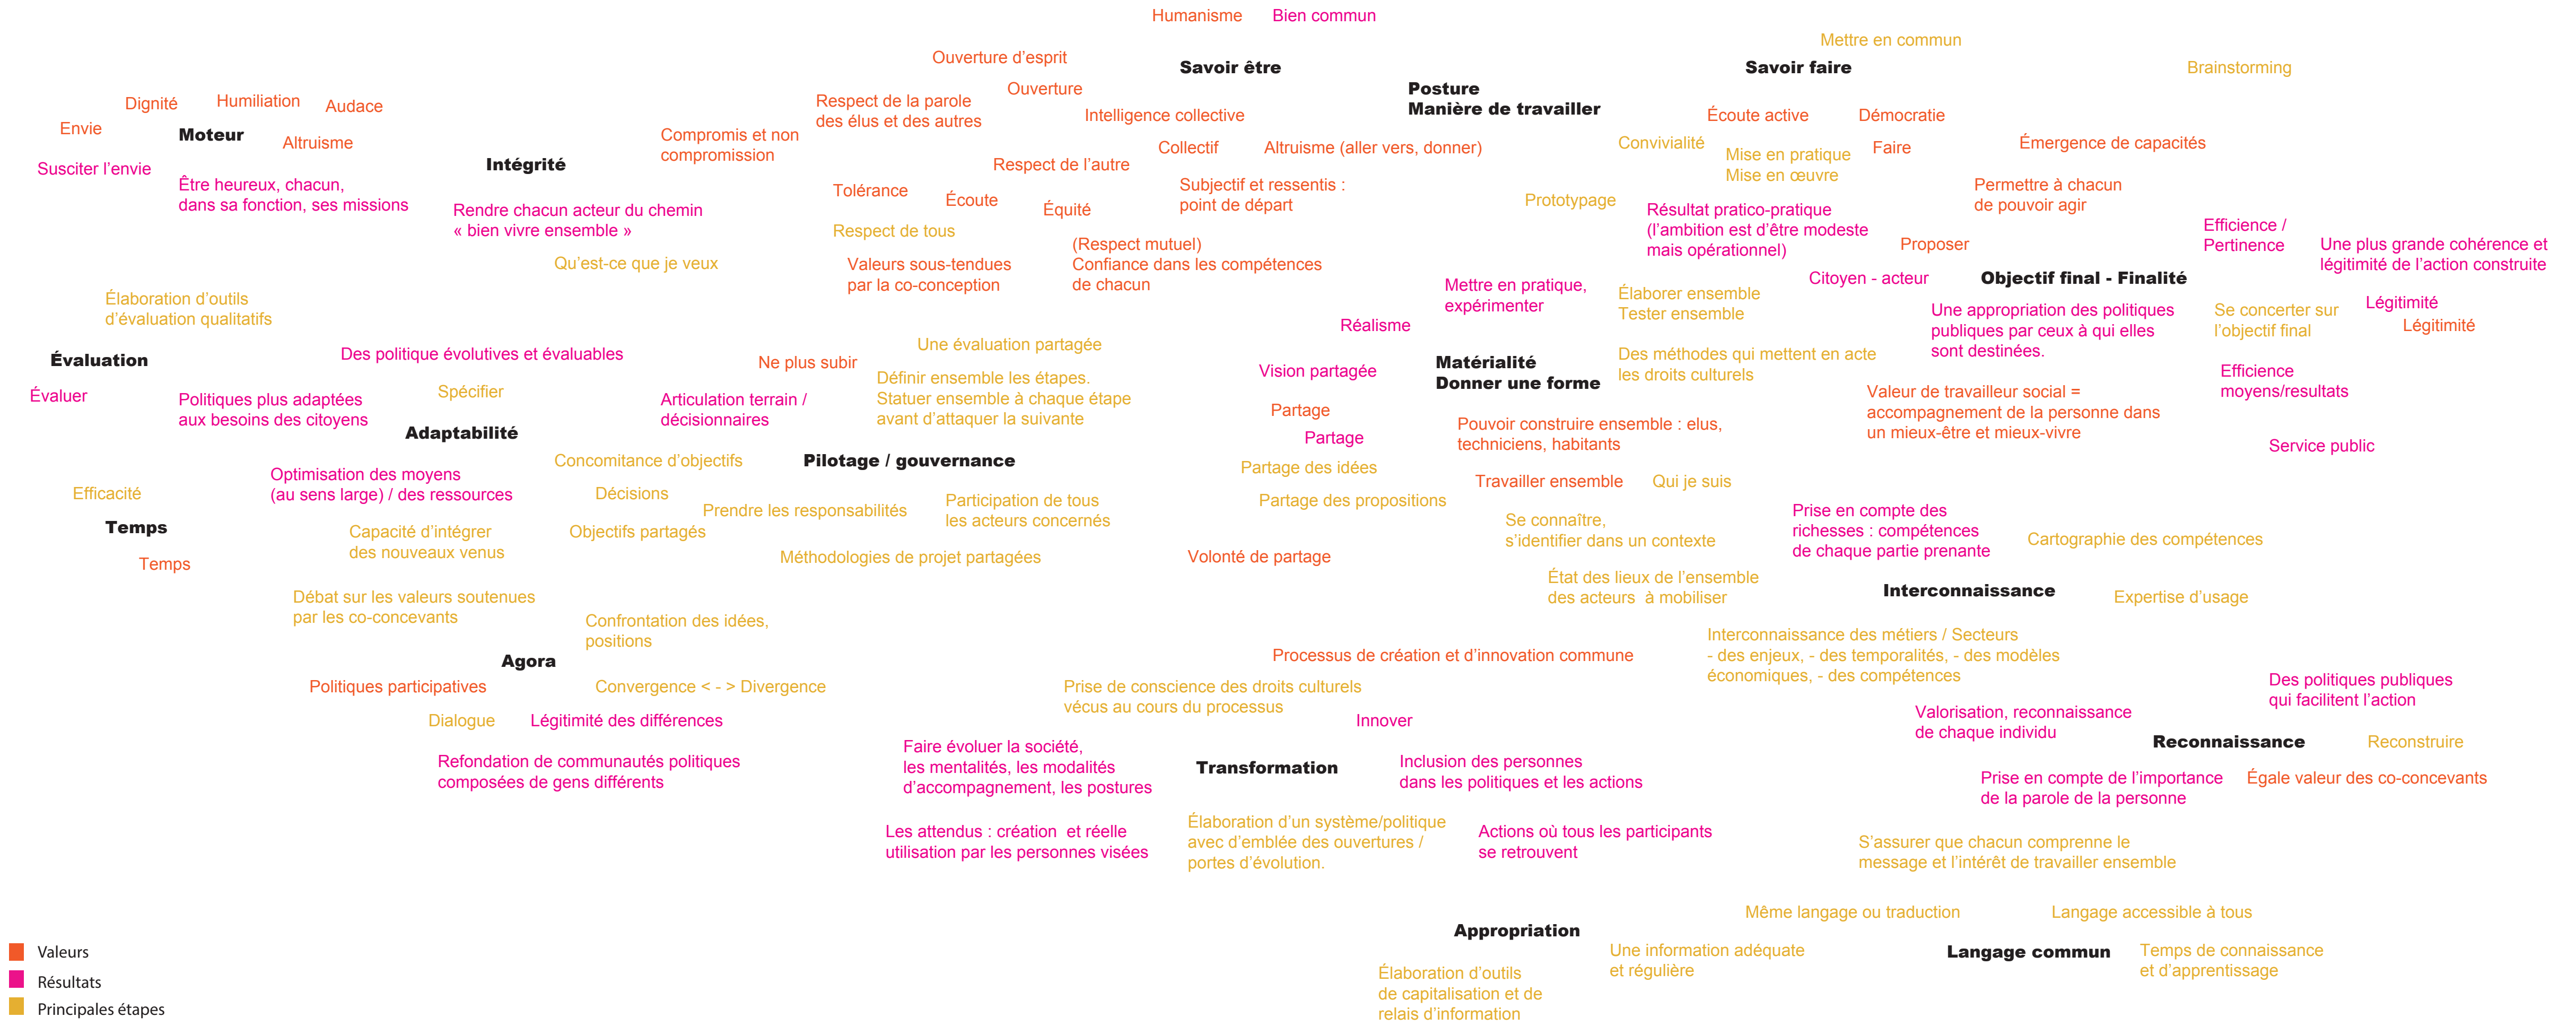 Humanisme
Bien commun
Mettre en commun
Ouverture d’esprit
Savoir être
Savoir faire
Brainstorming
Posture
Manière de travailler
Ouverture
Dignité
Humiliation
Audace
Respect de la parole
des élus et des autres
Intelligence collective
Écoute active
Démocratie
Envie
Moteur
Altruisme
Compromis et non
compromission
Collectif
Altruisme (aller vers, donner)
Convivialité
Mise en pratique
Mise en œuvre
Faire
Émergence de capacités
Susciter l’envie
Intégrité
Respect de l’autre
Être heureux, chacun,
dans sa fonction, ses missions
Tolérance
Écoute
Équité
Subjectif et ressentis :
point de départ
Prototypage
Permettre à chacun
de pouvoir agir
Rendre chacun acteur du chemin
« bien vivre ensemble »
Respect de tous
Résultat pratico-pratique
(l’ambition est d’être modeste
mais opérationnel)
Efficience /
Pertinence
Proposer
Une plus grande cohérence et
légitimité de l’action construite
Qu’est-ce que je veux
Valeurs sous-tendues
par la co-conception
(Respect mutuel)
Confiance dans les compétences
de chacun
Mettre en pratique,
expérimenter
Citoyen - acteur
Objectif final - Finalité
Élaboration d’outils
d’évaluation qualitatifs
Élaborer ensemble
Tester ensemble
Une appropriation des politiques
publiques par ceux à qui elles
sont destinées.
Se concerter sur
l’objectif final
Légitimité
Légitimité
Réalisme
Évaluation
Des politique évolutives et évaluables
Ne plus subir
Une évaluation partagée
Matérialité
Donner une forme
Des méthodes qui mettent en acte
les droits culturels
Vision partagée
Efficience
moyens/resultats
Évaluer
Politiques plus adaptées
aux besoins des citoyens
Spécifier
Articulation terrain /
décisionnaires
Définir ensemble les étapes.
Statuer ensemble à chaque étape
avant d’attaquer la suivante
Partage
Valeur de travailleur social =
accompagnement de la personne dans
un mieux-être et mieux-vivre
Adaptabilité
Partage
Pouvoir construire ensemble : elus,
techniciens, habitants
Service public
Concomitance d’objectifs
Pilotage / gouvernance
Partage des idées
Optimisation des moyens
(au sens large) / des ressources
Travailler ensemble
Qui je suis
Efficacité
Décisions
Prendre les responsabilités
Participation de tous
les acteurs concernés
Partage des propositions
Temps
Capacité d’intégrer
des nouveaux venus
Objectifs partagés
Se connaître,
s’identifier dans un contexte
Prise en compte des
richesses : compétences
de chaque partie prenante
Cartographie des compétences
Temps
Méthodologies de projet partagées
Volonté de partage
État des lieux de l’ensemble
des acteurs à mobiliser
Interconnaissance
Expertise d’usage
Débat sur les valeurs soutenues
par les co-concevants
Confrontation des idées,
positions
Agora
Processus de création et d’innovation commune
Interconnaissance des métiers / Secteurs
- des enjeux, - des temporalités, - des modèles
économiques, - des compétences
Politiques participatives
Convergence < - > Divergence
Prise de conscience des droits culturels
vécus au cours du processus
Des politiques publiques
qui facilitent l’action
Dialogue
Légitimité des différences
Innover
Valorisation, reconnaissance
de chaque individu
Reconnaissance
Reconstruire
Refondation de communautés politiques
composées de gens différents
Faire évoluer la société,
les mentalités, les modalités
d’accompagnement, les postures
Transformation
Inclusion des personnes
dans les politiques et les actions
Prise en compte de l’importance
de la parole de la personne
Égale valeur des co-concevants
Les attendus : création et réelle
utilisation par les personnes visées
Élaboration d’un système/politique
avec d’emblée des ouvertures /
portes d’évolution.
Actions où tous les participants
se retrouvent
S’assurer que chacun comprenne le
message et l’intérêt de travailler ensemble
Même langage ou traduction
Langage accessible à tous
Appropriation
Une information adéquate
et régulière
Langage commun
Temps de connaissance
et d’apprentissage
Élaboration d’outils
de capitalisation et de
relais d’information
Valeurs
Résultats
Principales étapes